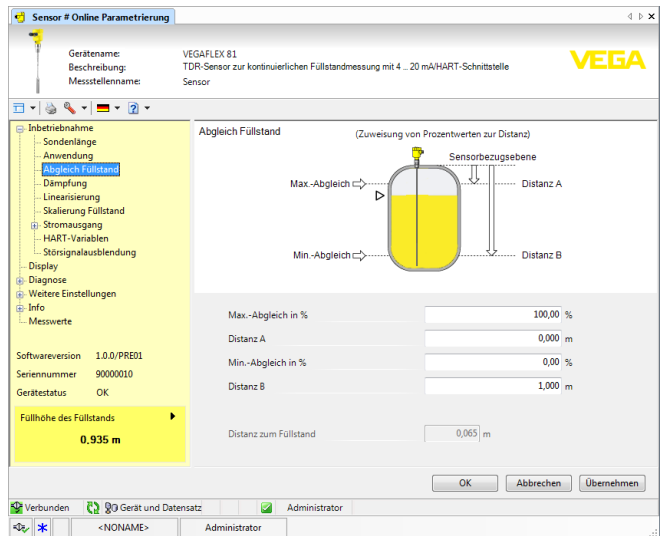 Sensor # Online Parametrierung
Gerätename: VEGAFLEX 81
Beschreibung: TDR-Sensor zur kontinuierlichen Füllstandmessung mit 4 .. 20 mA/HART-Schnittstelle
Messstellenname: Sensor
VEGA
Inbetriebnahme
Sondenlänge
Anwendung
Abgleich Füllstand
Dämpfung
Linearisierung
Skalierung Füllstand
Stromausgang
HART-Variablen
Störsignalausblendung
Display
Diagnose
Weitere Einstellungen
Info
Messwerte
Softwareversion 1.0.0/PRE01
Seriennummer 90000010
Gerätestatus OK
Füllhöhe des Füllstands
0,935 m
Abgleich Füllstand
(Zuweisung von Prozentwerten zur Distanz)
Sensorbezugsebene
Max.-Abgleich Distanz A
Min.-Abgleich Distanz B
Max.-Abgleich in % 100,00 %
Distanz A 0,000 m
Min.-Abgleich in % 0,00 %
Distanz B 1,000 m
Distanz zum Füllstand 0,065 m
OK Abbrechen Übernehmen
Verbunden Gerät und Datensatz Administrator
<NONAME> Administrator